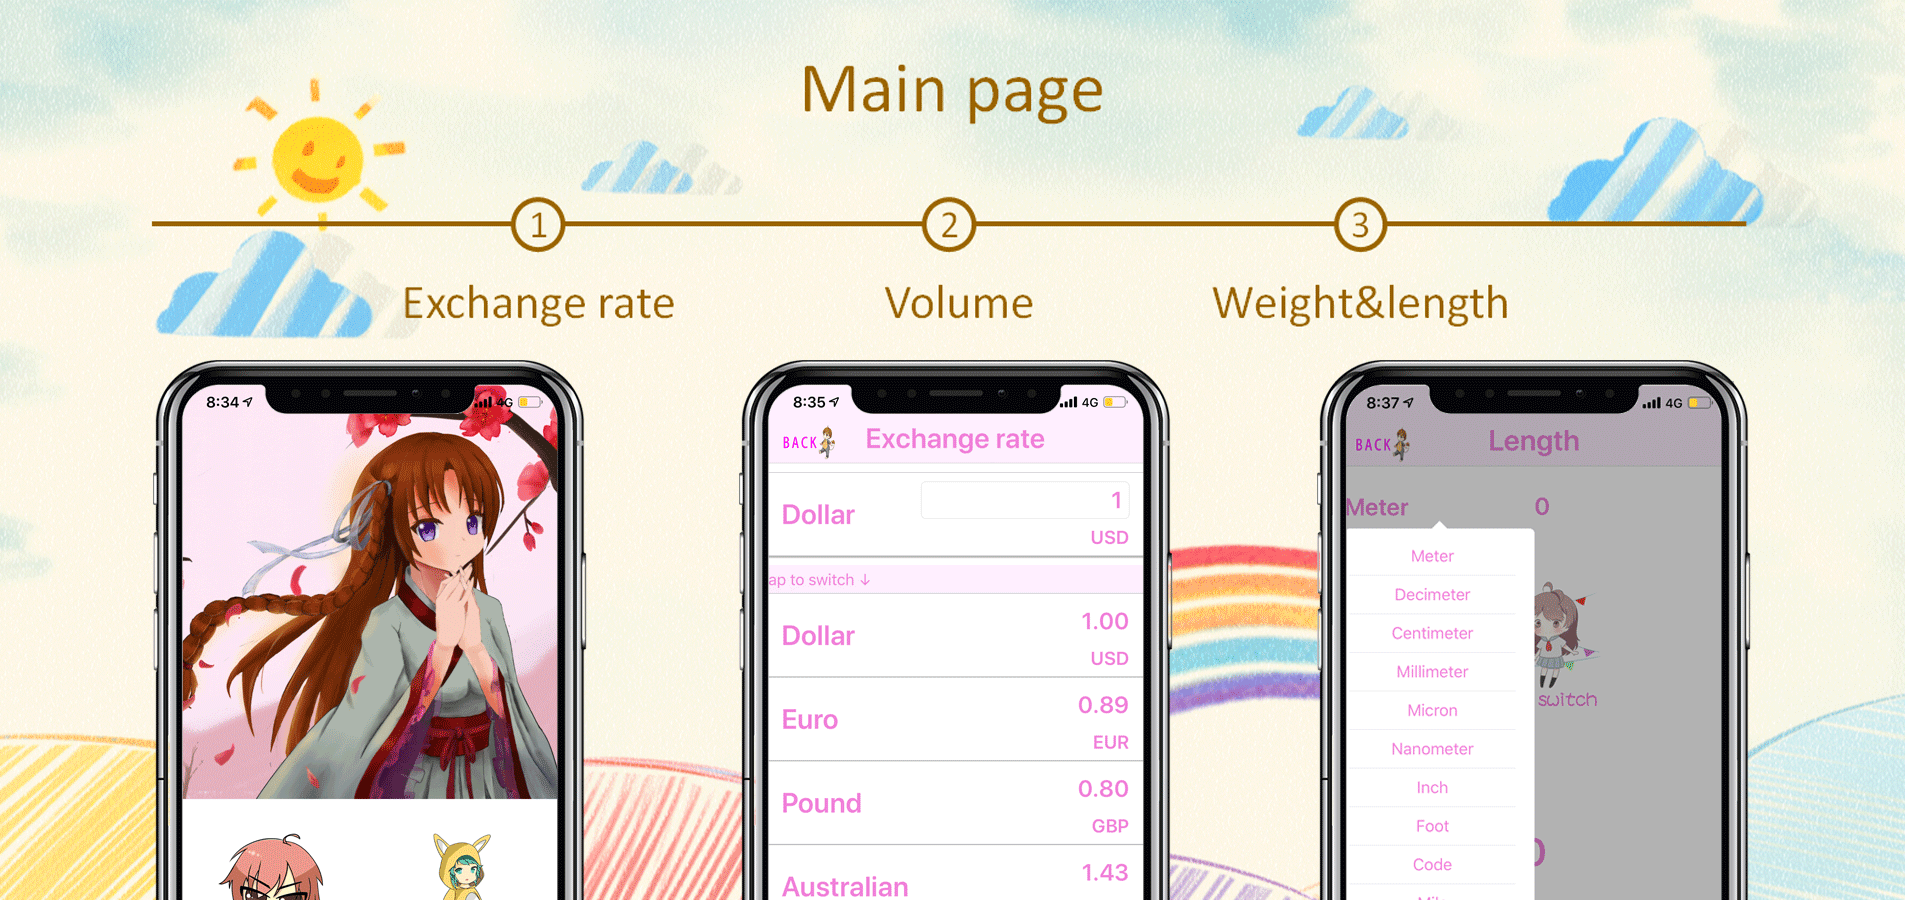 Main page
1
2
3
Exchange rate
Volume
Weight&length
8:34
4G
8:35
4G
BACK
Exchange rate
Dollar
1
USD
ap to switch ↓
Dollar
1.00
USD
Euro
0.89
EUR
Pound
0.80
GBP
Australian
1.43
8:37
4G
BACK
Length
Meter
0
Meter
Decimeter
Centimeter
Millimeter
Micron
Nanometer
Inch
Foot
Code
switch